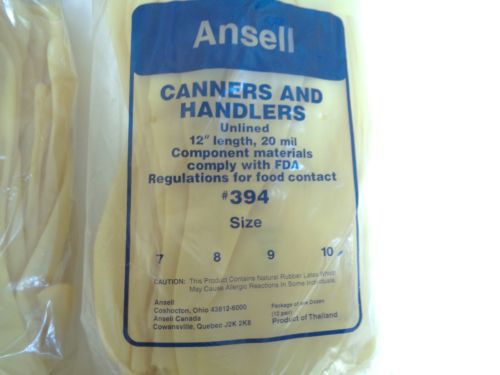 Ansell
CANNERS AND
HANDLERS
Unlined
12" length, 20 mil
Component materials
comply with FDA
Regulations for food contact
#394
Size
7 8 9 10
CAUTION: This Product Contains Natural Rubber Latex Which
May Cause Allergic Reactions In Some Individuals.
Ansell
Coshocton, Ohio 43812-6000
Ansell Canada
Cowansville, Quebec J2K 2K8
Package of one Dozen
(12 pair)
Product of Thailand